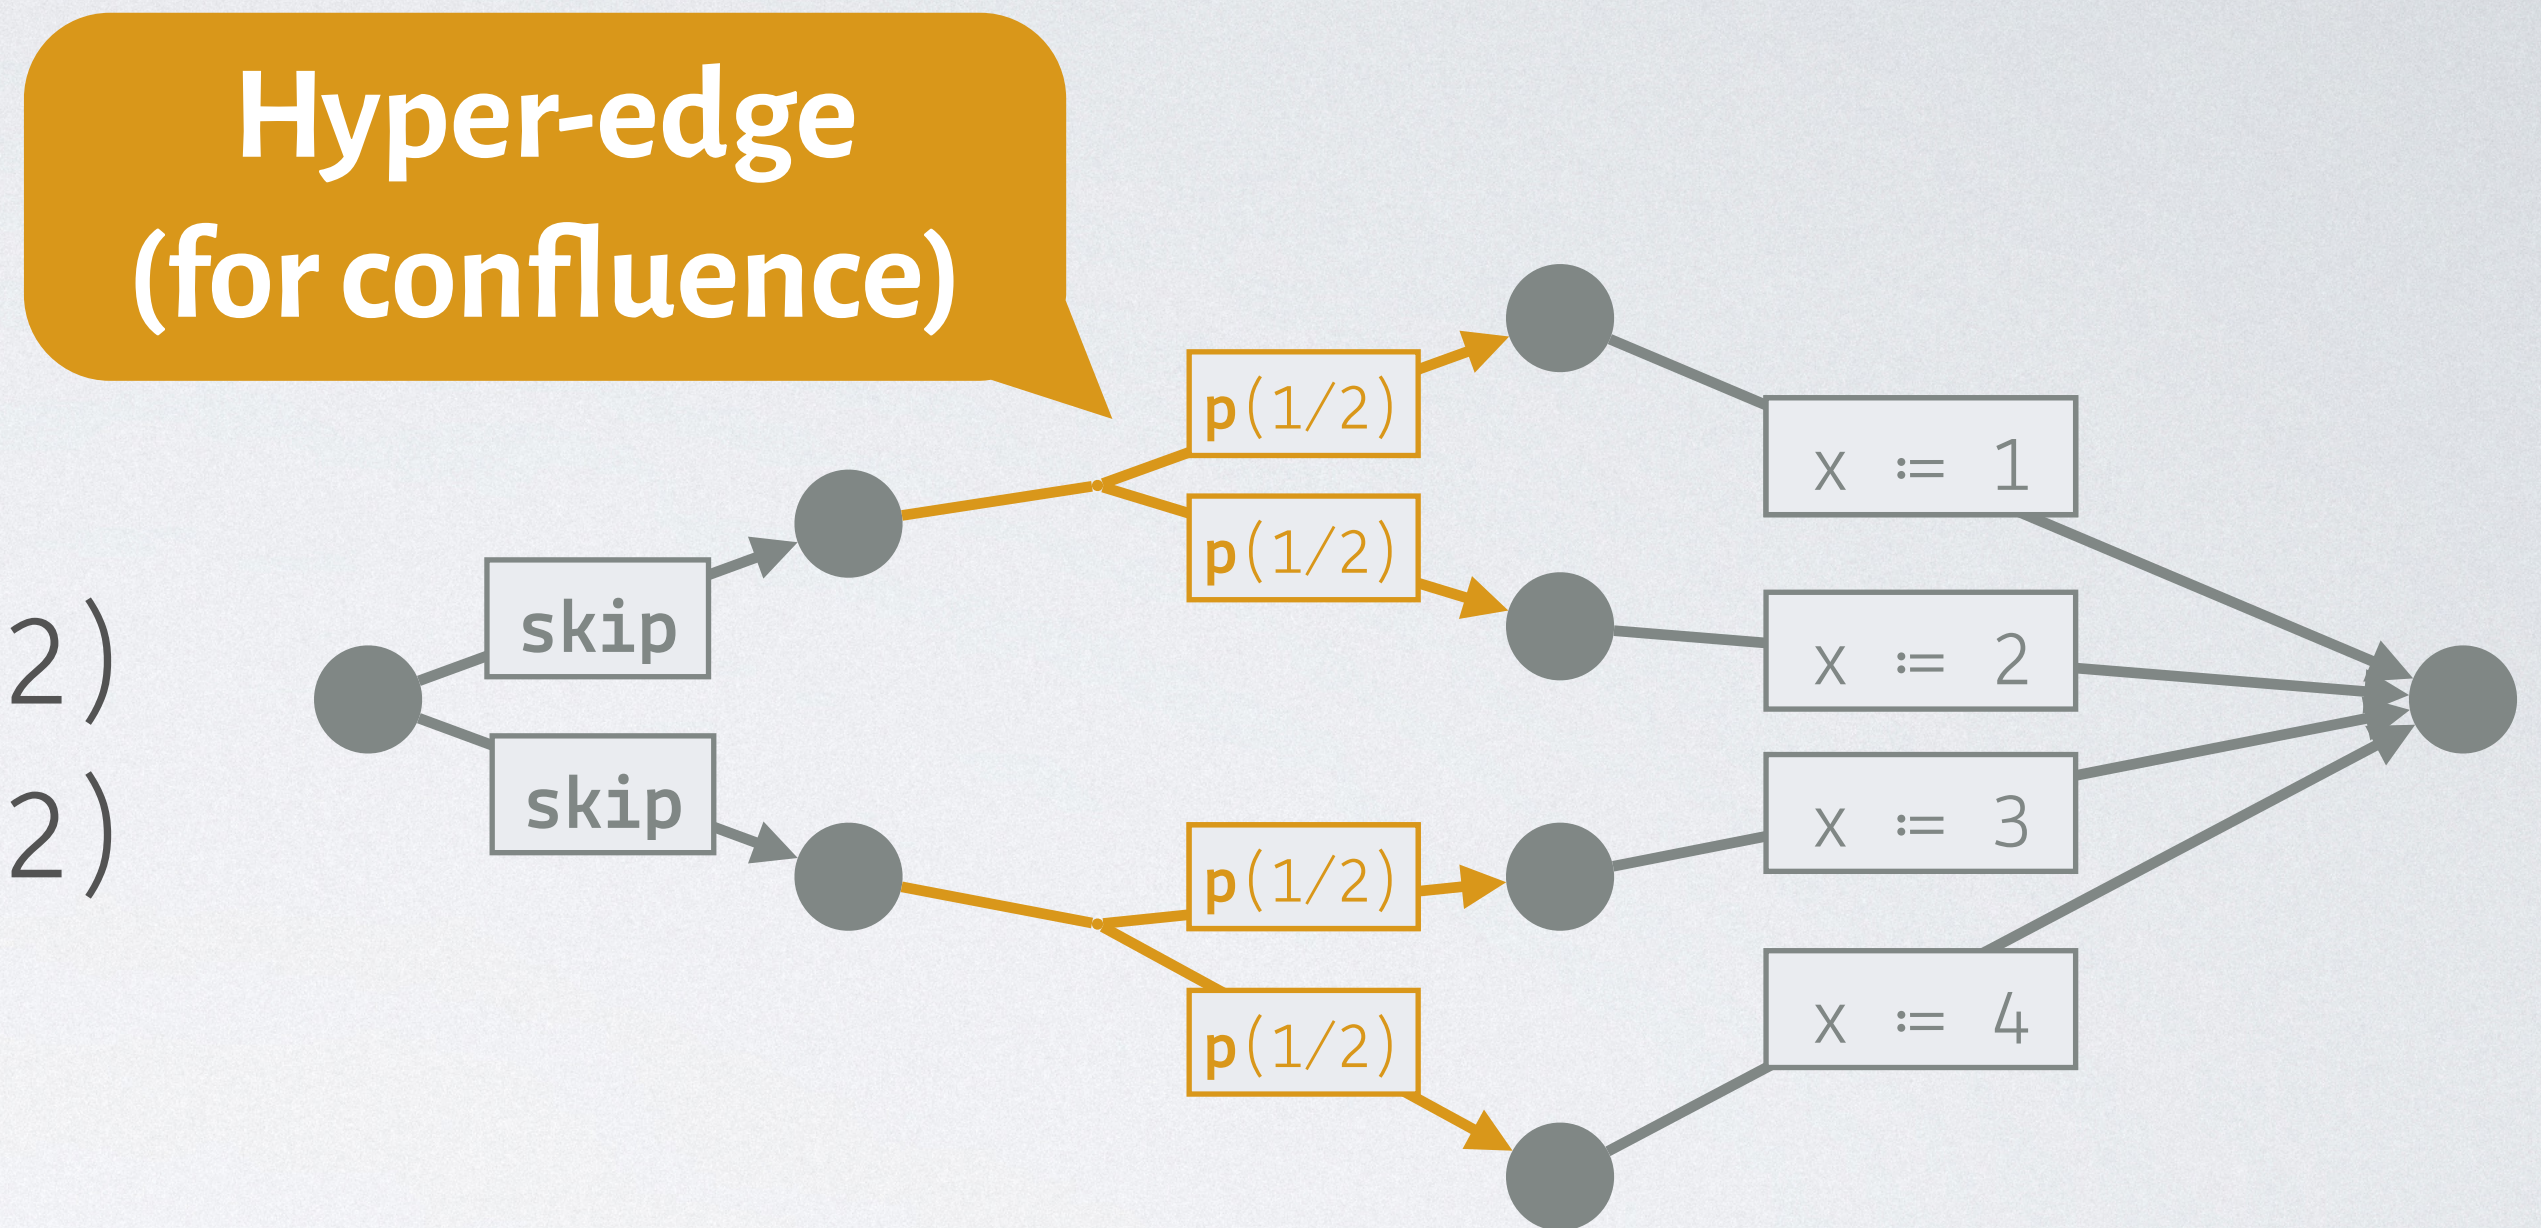 Hyper-edge
(for confluence)
p(1/2)
x := 1
p(1/2)
skip
2)
x := 2
skip
2)
x := 3
p(1/2)
x := 4
p(1/2)